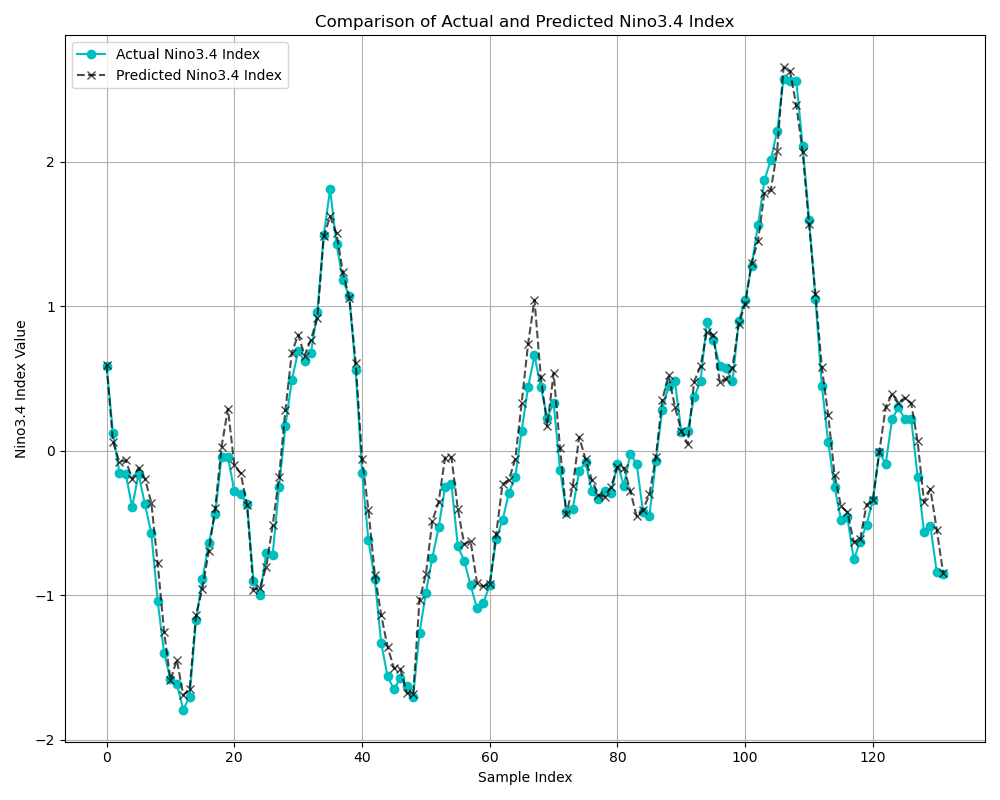 Comparison of Actual and Predicted Nino3.4 Index
Actual Nino3.4 Index
Predicted Nino3.4 Index
Nino3.4 Index Value
2
1
0
−1
−2
0 20 40 60 80 100 120
Sample Index